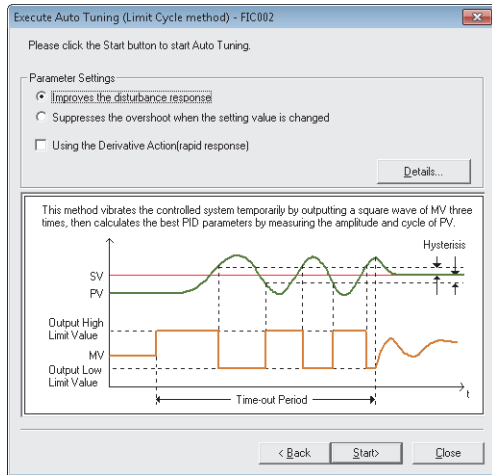 Execute Auto Tuning (Limit Cycle method) - FIC002
Please click the Start button to start Auto Tuning.
Parameter Settings
Improves the disturbance response
Suppresses the overshoot when the setting value is changed
Using the Derivative Action(rapid response)
Details...
This method vibrates the controlled system temporarily by outputting a square wave of MV three
times, then calculates the best PID parameters by measuring the amplitude and cycle of PV.
Hysterisis
SV
PV
Output High
Limit Value
MV
Output Low
Limit Value
t
Time-out Period
< Back
Start>
Close